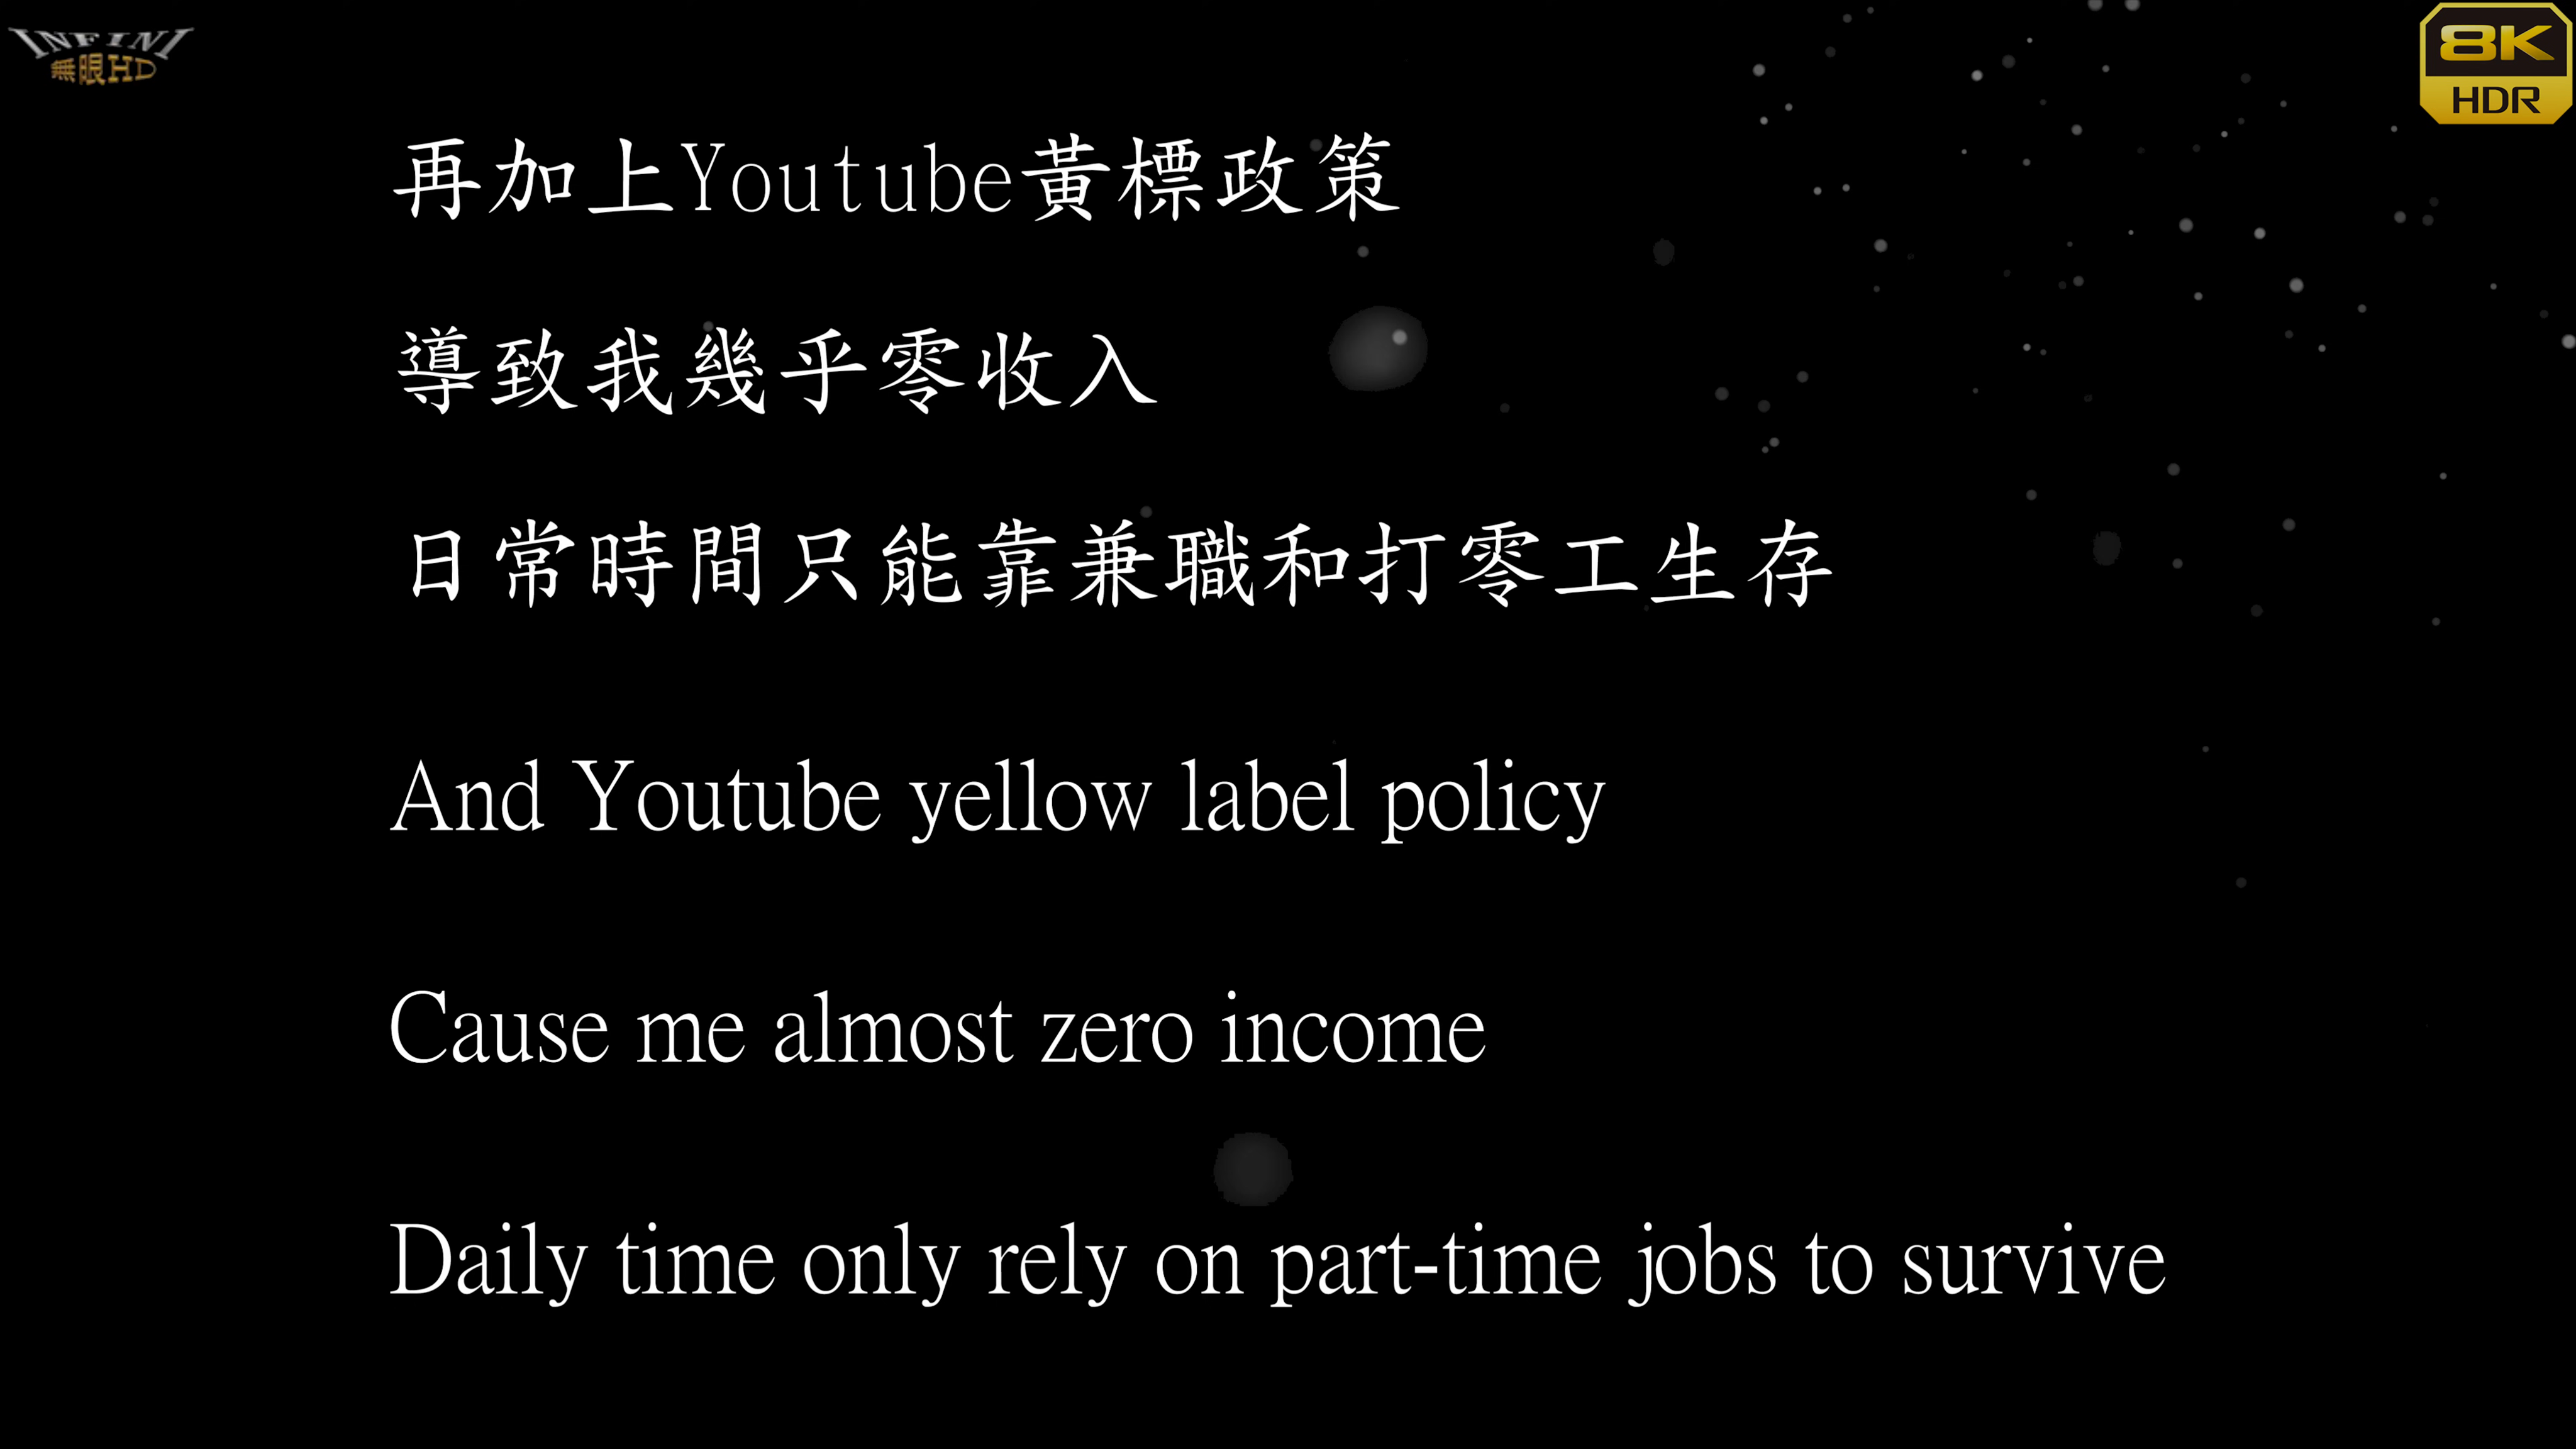 INFINI
無限HD
8K
HDR
再加上Youtube黃標政策
導致我幾乎零收入
日常時間只能靠兼職和打零工生存
And Youtube yellow label policy
Cause me almost zero income
Daily time only rely on part-time jobs to survive